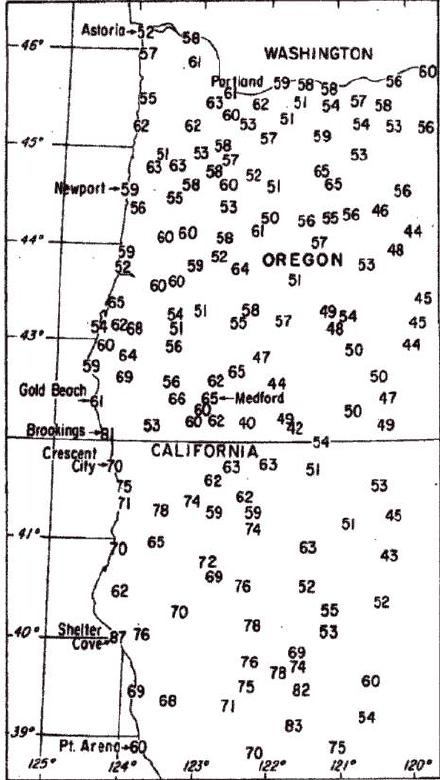 Astoria→52 58
46°
57 61 WASHINGTON
60
Portland 59 58 58 56
61
55 63 62 51 54 57 58
30 51
62 62 53 54 53 56
57 51
45°
51 53 58 53
63 63 57
58 52 65
Newport→59 58 60 51 65 56
55
56 53 46
50 56 55 56
60 60 58 61 44
44°
57 48
59 58 OREGON
52 59 64 53
60 60 51
65 45
54 62 68 54 51 58 49 54
51 55 57 48 45
43°
60 56 44
64 47 50
59
69 56 62 65 44 50
Gold Beach 66 65←Medford 47
61 60 50
53 60 62 40 49 49
Brookings→81 42
54
CALIFORNIA
Crescent
City→70 63 63 51
75 62 53
71 74 62
78 59 59 45
74 51
41°
70 65 63 43
72
69
62 76 52
52
70 55
78 53
40°
Shelter
Cove 87 76
69
76 74
78
69 75 82 60
68 71
83 54
39°
Pt. Arena→60 70 75
125° 124° 123° 122° 121° 120°